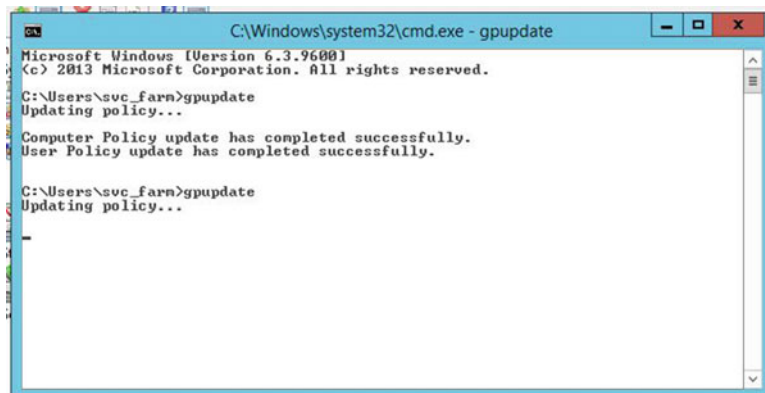 C:\Windows\system32\cmd.exe - gpupdate
Microsoft Windows [Version 6.3.9600]
(c) 2013 Microsoft Corporation. All rights reserved.
C:\Users\svc_farm>gpupdate
Updating policy...
Computer Policy update has completed successfully.
User Policy update has completed successfully.
C:\Users\svc_farm>gpupdate
Updating policy...